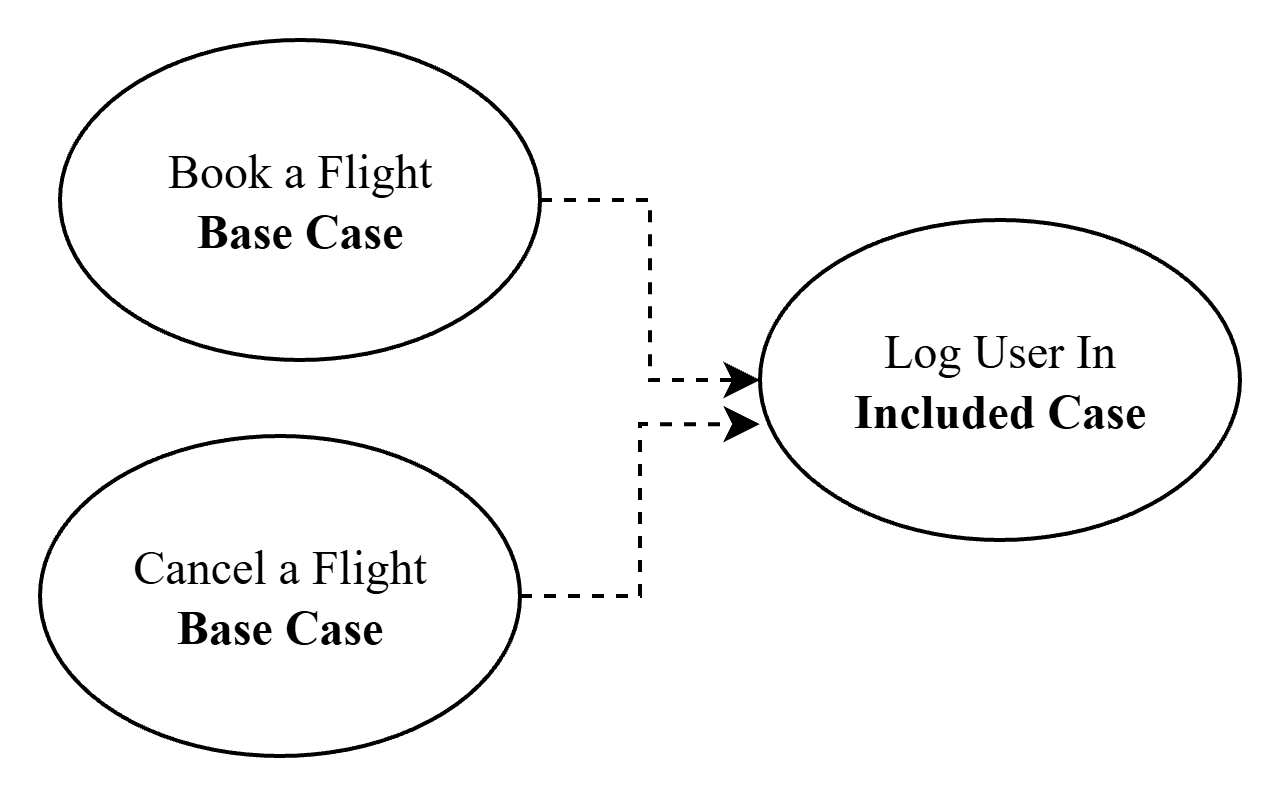 Book a Flight
Base Case
Log User In
Included Case
Cancel a Flight
Base Case